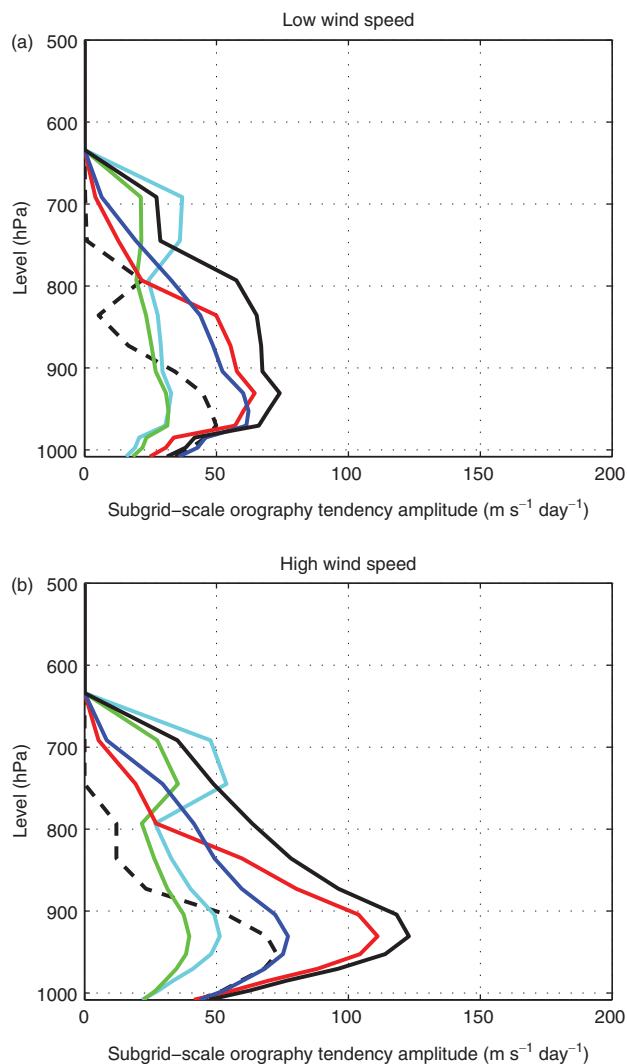 Low wind speed
(a)
500
600
700
800
900
1000
Level (hPa)
0 50 100 150 200
Subgrid−scale orography tendency amplitude (m s⁻¹ day⁻¹)
High wind speed
(b)
500
600
700
800
900
1000
Level (hPa)
0 50 100 150 200
Subgrid−scale orography tendency amplitude (m s⁻¹ day⁻¹)